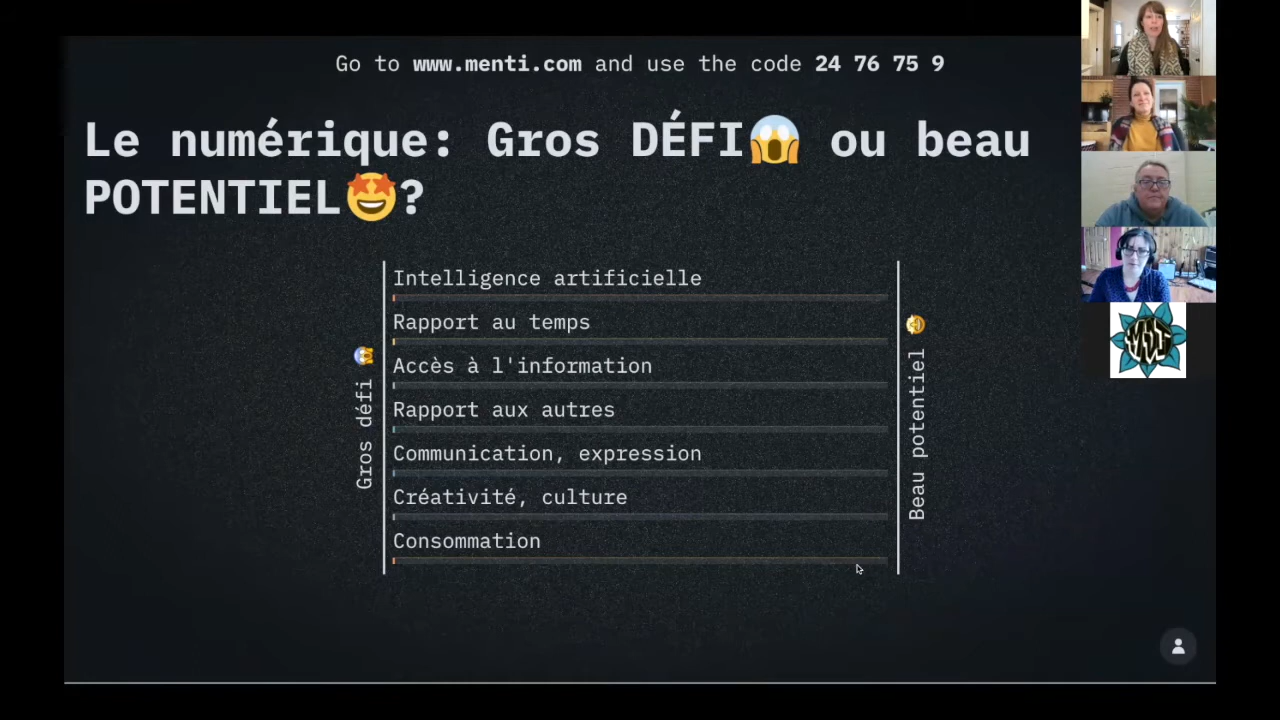 Go to www.menti.com and use the code 24 76 75 9
Le numérique: Gros DÉFI😱 ou beau
POTENTIEL🤩?
Intelligence artificielle
Rapport au temps
Accès à l'information
Rapport aux autres
Communication, expression
Créativité, culture
Consommation
Gros défi 😱
Beau potentiel 🤩